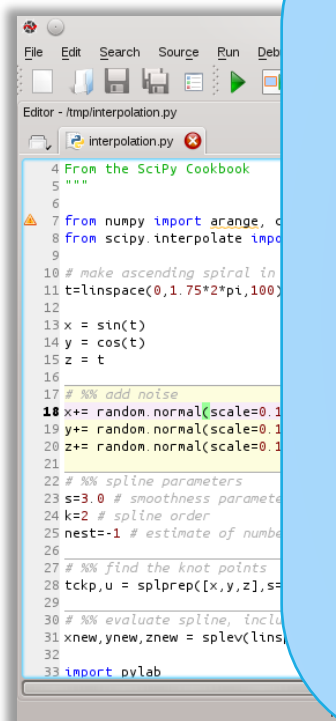 File Edit Search Source Run Deb
Editor - /tmp/interpolation.py
interpolation.py
4 From the SciPy Cookbook
5 """
6
7 from numpy import arange, c
8 from scipy.interpolate impo
9
10 # make ascending spiral in
11 t=linspace(0,1.75*2*pi,100)
12
13 x = sin(t)
14 y = cos(t)
15 z = t
16
17 # %% add noise
18 x+= random.normal(scale=0.1
19 y+= random.normal(scale=0.1
20 z+= random.normal(scale=0.1
21
22 # %% spline parameters
23 s=3.0 # smoothness paramete
24 k=2 # spline order
25 nest=-1 # estimate of numbe
26
27 # %% find the knot points
28 tckp,u = splprep([x,y,z],s=
29
30 # %% evaluate spline, inclu
31 xnew,ynew,znew = splev(lins
32
33 import pylab